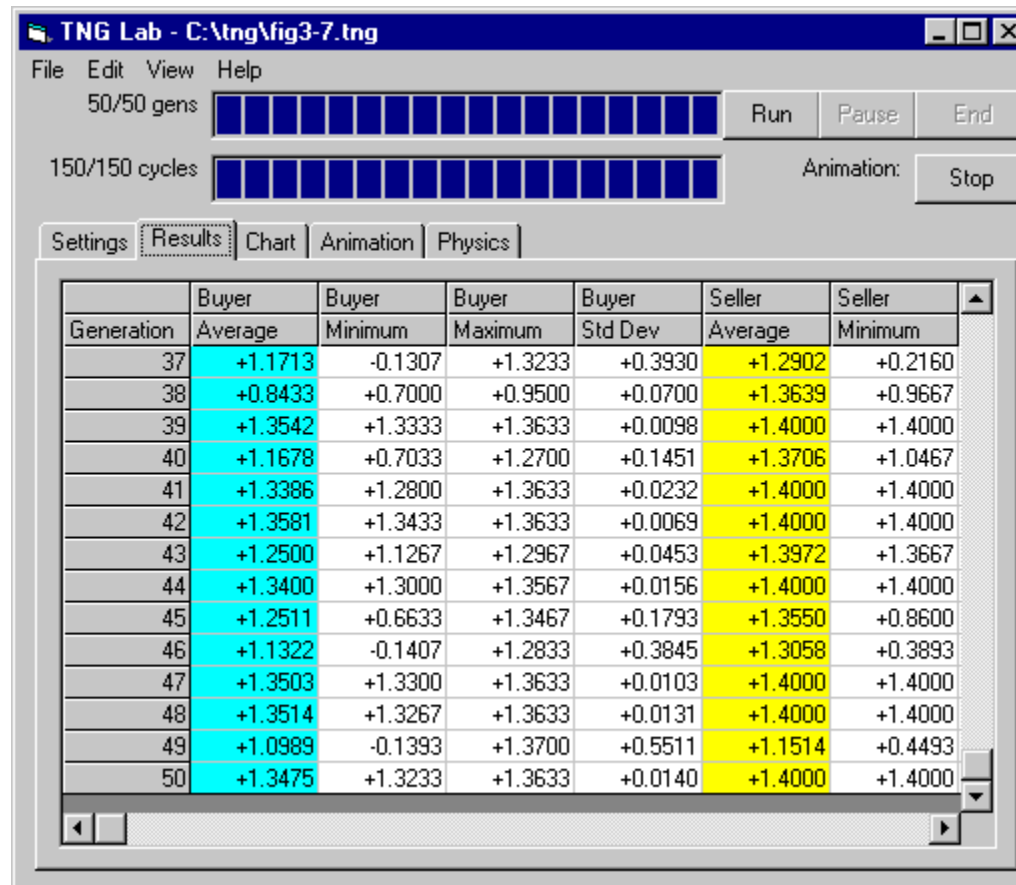 TNG Lab - C:\tng\fig3-7.tng
File Edit View Help
50/50 gens Run Pause End
150/150 cycles Animation: Stop
Settings Results Chart Animation Physics
Buyer Buyer Buyer Buyer Seller Seller
Generation Average Minimum Maximum Std Dev Average Minimum
37 +1.1713 -0.1307 +1.3233 +0.3930 +1.2902 +0.2160
38 +0.8433 +0.7000 +0.9500 +0.0700 +1.3639 +0.9667
39 +1.3542 +1.3333 +1.3633 +0.0098 +1.4000 +1.4000
40 +1.1678 +0.7033 +1.2700 +0.1451 +1.3706 +1.0467
41 +1.3386 +1.2800 +1.3633 +0.0232 +1.4000 +1.4000
42 +1.3581 +1.3433 +1.3633 +0.0069 +1.4000 +1.4000
43 +1.2500 +1.1267 +1.2967 +0.0453 +1.3972 +1.3667
44 +1.3400 +1.3000 +1.3567 +0.0156 +1.4000 +1.4000
45 +1.2511 +0.6633 +1.3467 +0.1793 +1.3550 +0.8600
46 +1.1322 -0.1407 +1.2833 +0.3845 +1.3058 +0.3893
47 +1.3503 +1.3300 +1.3633 +0.0103 +1.4000 +1.4000
48 +1.3514 +1.3267 +1.3633 +0.0131 +1.4000 +1.4000
49 +1.0989 -0.1393 +1.3700 +0.5511 +1.1514 +0.4493
50 +1.3475 +1.3233 +1.3633 +0.0140 +1.4000 +1.4000